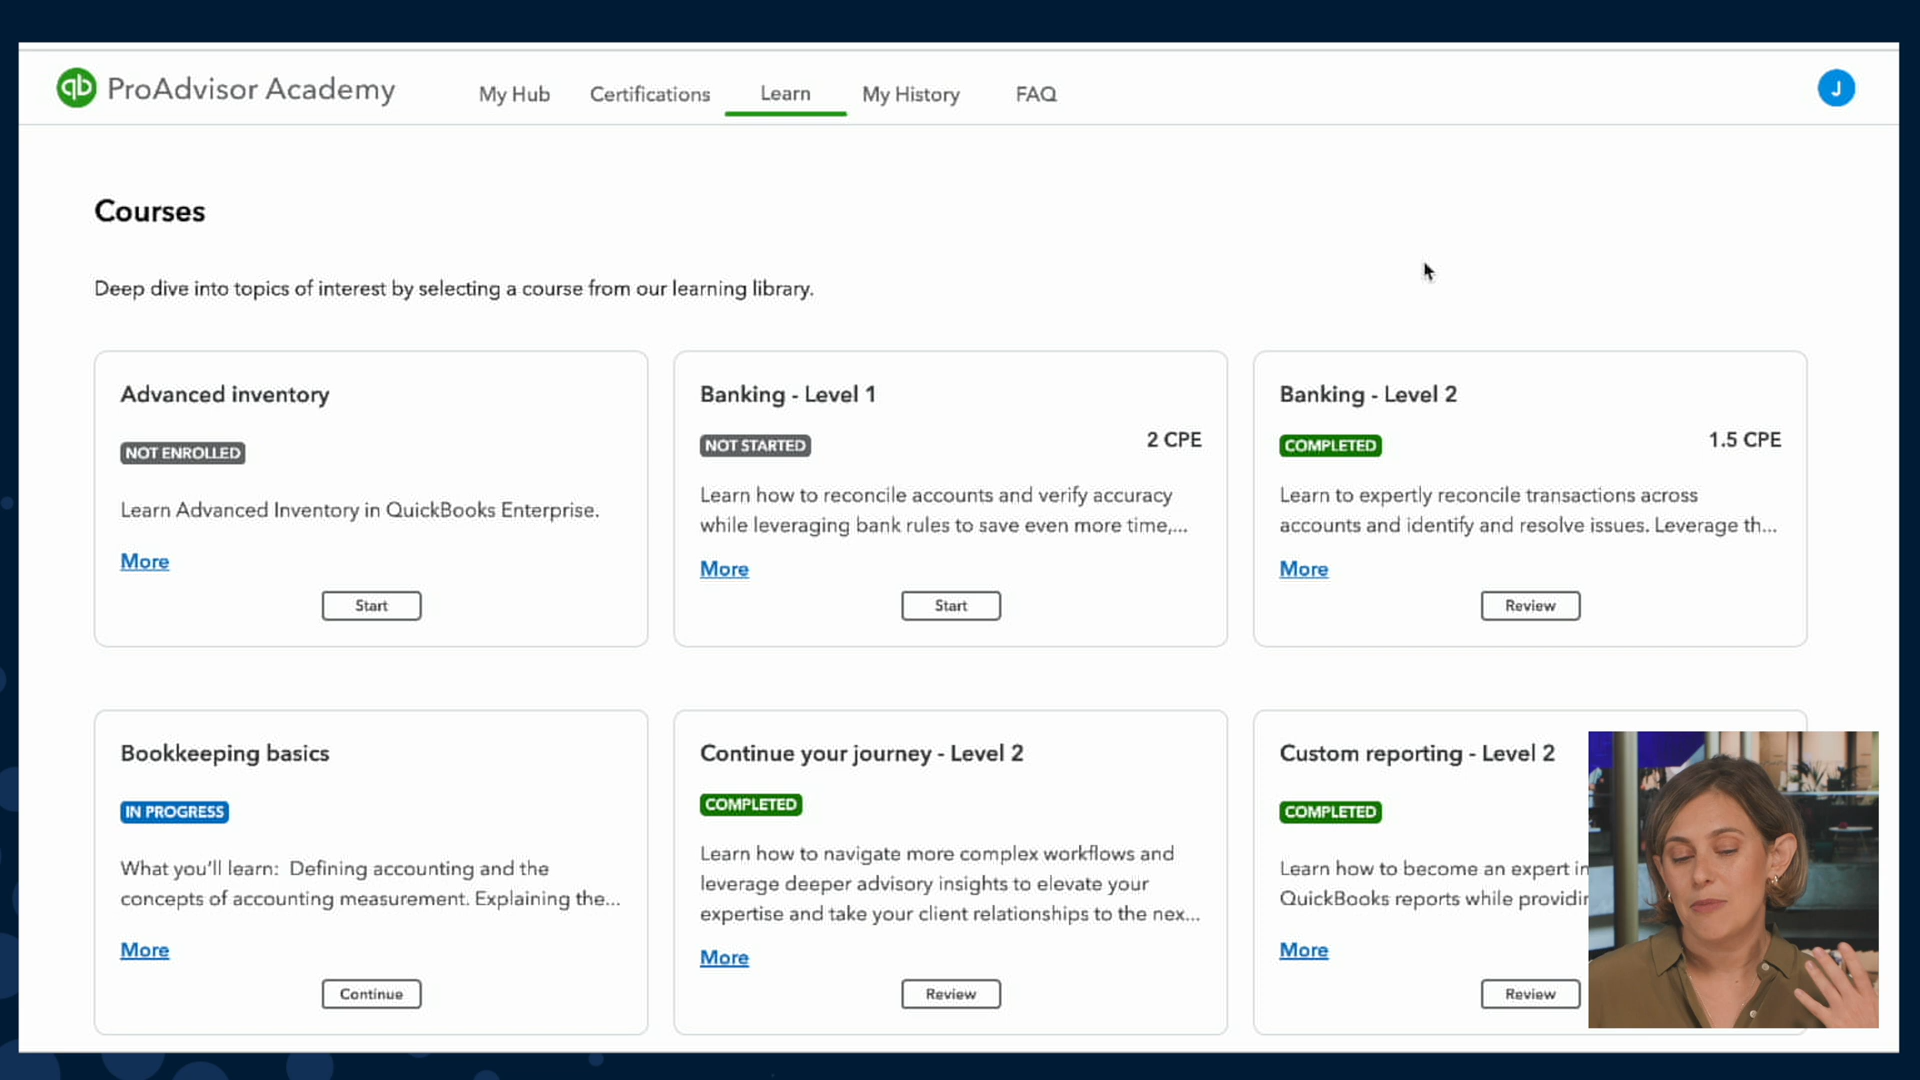 qb ProAdvisor Academy
My Hub
Certifications
Learn
My History
FAQ
J
Courses
Deep dive into topics of interest by selecting a course from our learning library.
Advanced inventory
NOT ENROLLED
Learn Advanced Inventory in QuickBooks Enterprise.
More
Start
Banking - Level 1
NOT STARTED
2 CPE
Learn how to reconcile accounts and verify accuracy
while leveraging bank rules to save even more time,...
More
Start
Banking - Level 2
COMPLETED
1.5 CPE
Learn to expertly reconcile transactions across
accounts and identify and resolve issues. Leverage th...
More
Review
Bookkeeping basics
IN PROGRESS
What you'll learn: Defining accounting and the
concepts of accounting measurement. Explaining the...
More
Continue
Continue your journey - Level 2
COMPLETED
Learn how to navigate more complex workflows and
leverage deeper advisory insights to elevate your
expertise and take your client relationships to the nex...
More
Review
Custom reporting - Level 2
COMPLETED
Learn how to become an expert in
QuickBooks reports while
More
Review